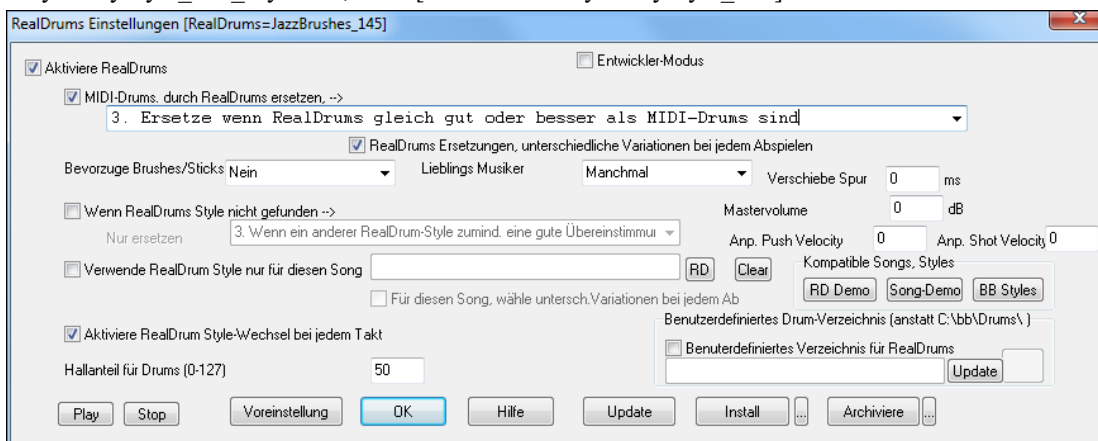 RealDrums Einstellungen [RealDrums=JazzBrushes_145]
Aktiviere RealDrums
Entwickler-Modus
MIDI-Drums. durch RealDrums ersetzen, -->
3. Ersetze wenn RealDrums gleich gut oder besser als MIDI-Drums sind
RealDrums Ersetzungen, unterschiedliche Variationen bei jedem Abspielen
Bevorzuge Brushes/Sticks Nein Lieblings Musiker Manchmal Verschiebe Spur 0 ms
Wenn RealDrums Style nicht gefunden --> Mastervolume 0 dB
Nur ersetzen 3. Wenn ein anderer RealDrum-Style zumind. eine gute Übereinstimmu Anp. Push Velocity 0 Anp. Shot Velocity 0
Verwende RealDrum Style nur für diesen Song RD Clear
Kompatible Songs, Styles
RD Demo Song-Demo BB Styles
Für diesen Song, wähle untersch.Variationen bei jedem Ab
Benutzerdefiniertes Drum-Verzeichnis (anstatt C:\bb\Drums\ )
Aktiviere RealDrum Style-Wechsel bei jedem Takt
Benuterdefiniertes Verzeichnis für RealDrums
Hallanteil für Drums (0-127) 50 Update
Play Stop Voreinstellung OK Hilfe Update Install ... Archiviere ...